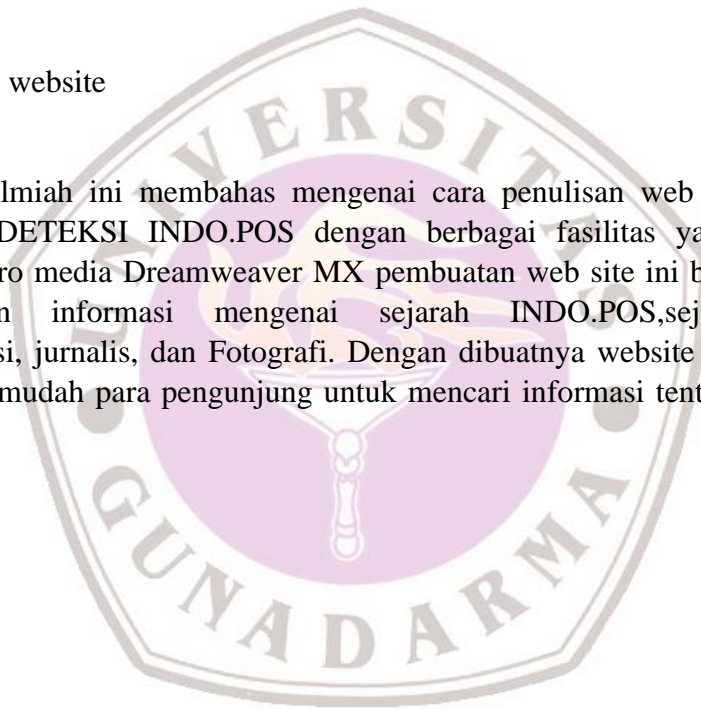 website
ilmiah ini membahas mengenai cara penulisan web
DETEKSI INDO.POS dengan berbagai fasilitas ya
ro media Dreamweaver MX pembuatan web site ini b
n informasi mengenai sejarah INDO.POS,sej
si, jurnalis, dan Fotografi. Dengan dibuatnya website
mudah para pengunjung untuk mencari informasi tent
UNIVERSITAS
GUNADARMA